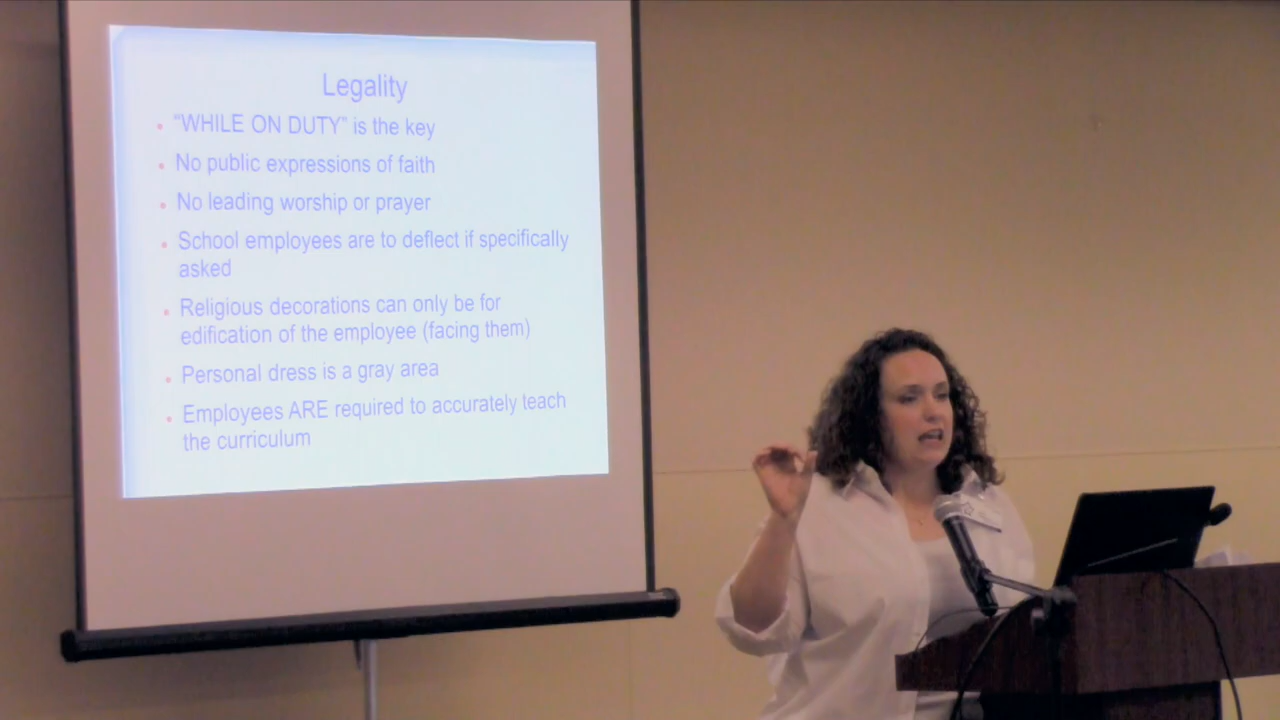 Legality
• “WHILE ON DUTY” is the key
• No public expressions of faith
• No leading worship or prayer
• School employees are to deflect if specifically
asked
• Religious decorations can only be for
edification of the employee (facing them)
• Personal dress is a gray area
• Employees ARE required to accurately teach
the curriculum